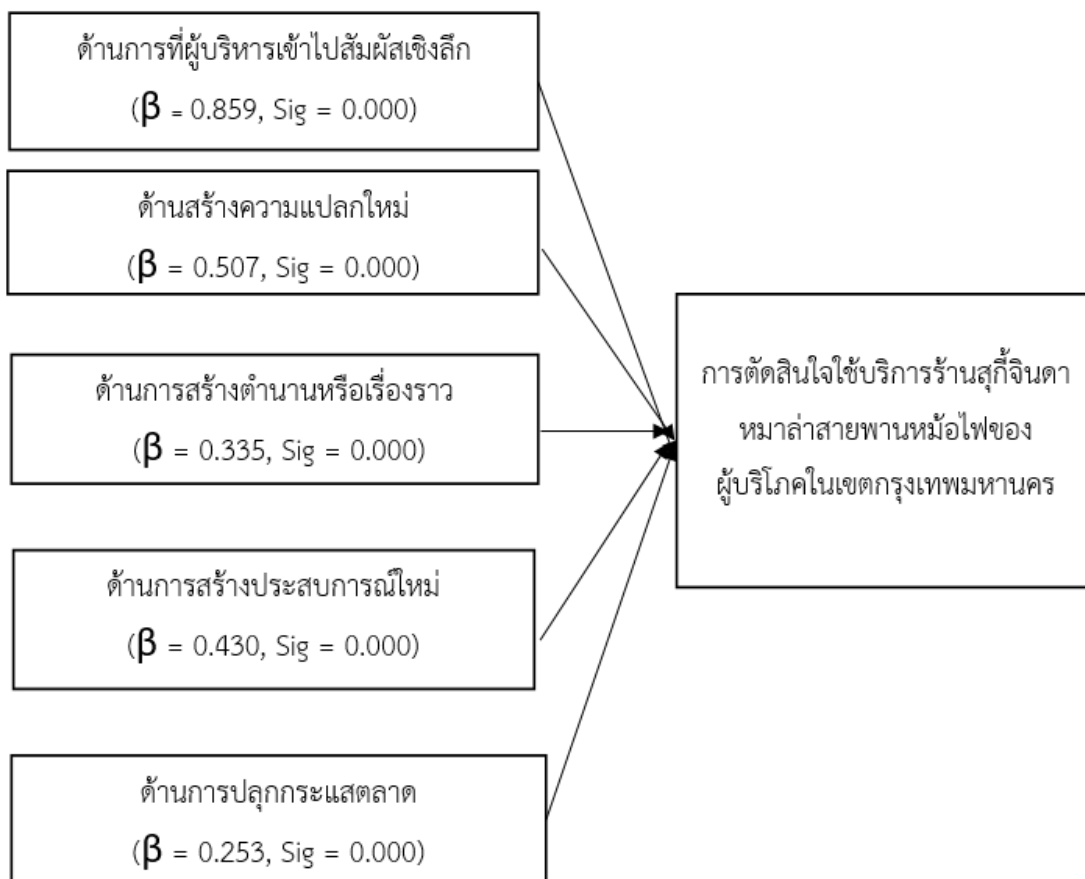 ด้านการที่ผู้บริหารเข้าไปสัมผัสเชิงลึก
(β = 0.859, Sig = 0.000)
ด้านสร้างความแปลกใหม่
(β = 0.507, Sig = 0.000)
ด้านการสร้างตำนานหรือเรื่องราว
(β = 0.335, Sig = 0.000)
ด้านการสร้างประสบการณ์ใหม่
(β = 0.430, Sig = 0.000)
ด้านการปลุกกระแสตลาด
(β = 0.253, Sig = 0.000)
การตัดสินใจใช้บริการร้านสุกี้จินดา
หมาล่าสายพานหม้อไฟของ
ผู้บริโภคในเขตกรุงเทพมหานคร